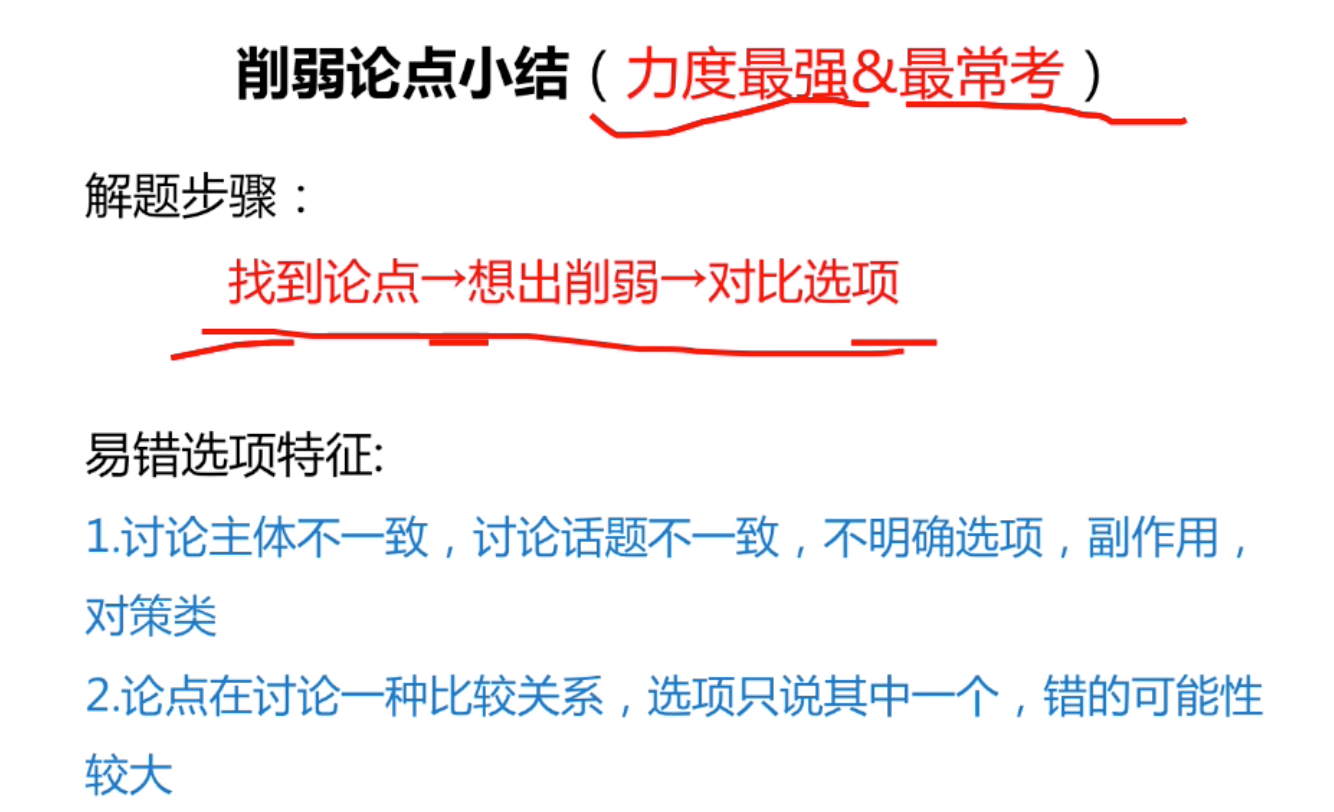 削弱论点小结（力度最强&最常考）
解题步骤：
找到论点→想出削弱→对比选项
易错选项特征:
1.讨论主体不一致，讨论话题不一致，不明确选项，副作用，
对策类
2.论点在讨论一种比较关系，选项只说其中一个，错的可能性
较大